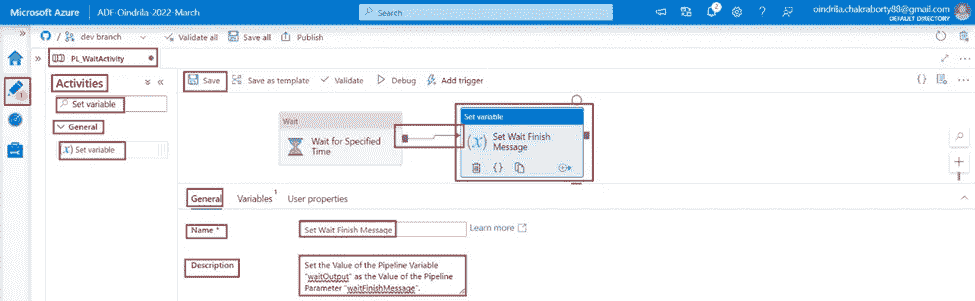 Microsoft Azure | ADF-Oindrila-2022-March
Search
2
oindrila.chakraborty88@gmail.com
DEFAULT DIRECTORY
dev branch
Validate all
Save all
Publish
PL_WaitActivity
Activities
Set variable
General
(x) Set variable
Save
Save as template
Validate
Debug
Add trigger
Wait
Wait for Specified
Time
Set variable
(x) Set Wait Finish
Message
General
Variables 1
User properties
Name *
Set Wait Finish Message
Learn more
Description
Set the Value of the Pipeline Variable
"waitOutput" as the Value of the Pipeline
Parameter "waitFinishMessage".